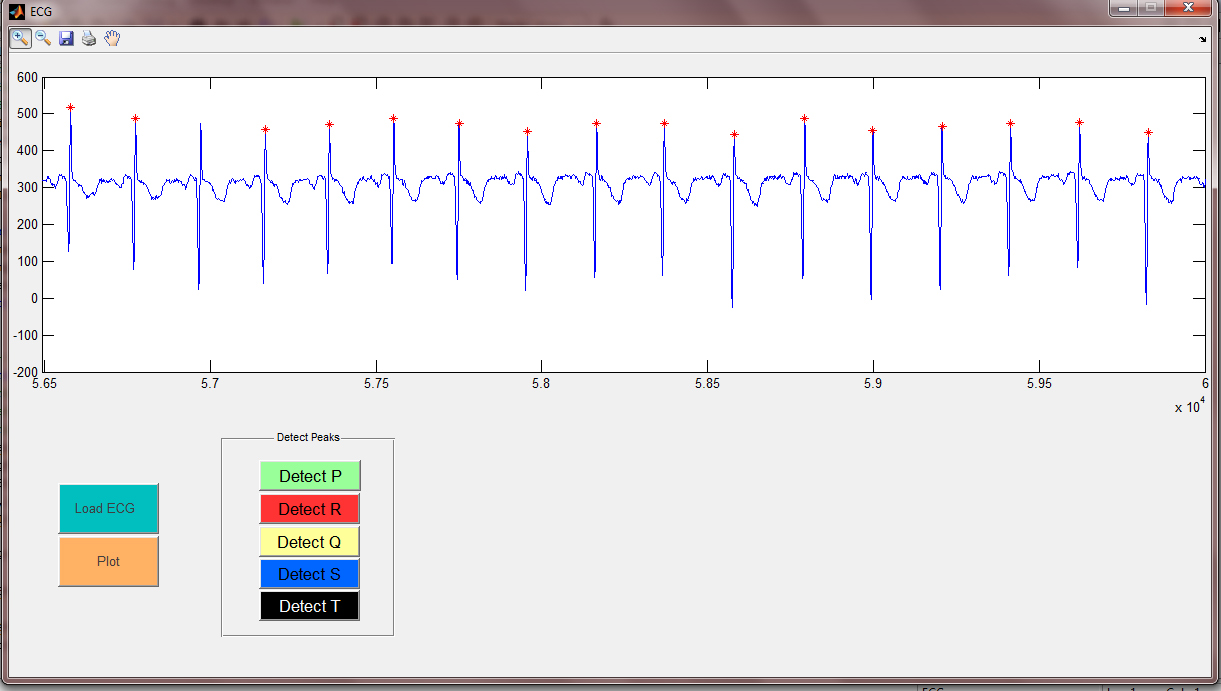 ECG
600
500
400
300
200
100
0
-100
-200
5.65 5.7 5.75 5.8 5.85 5.9 5.95 6
x 10^4
Detect Peaks
Detect P
Load ECG
Detect R
Detect Q
Plot
Detect S
Detect T